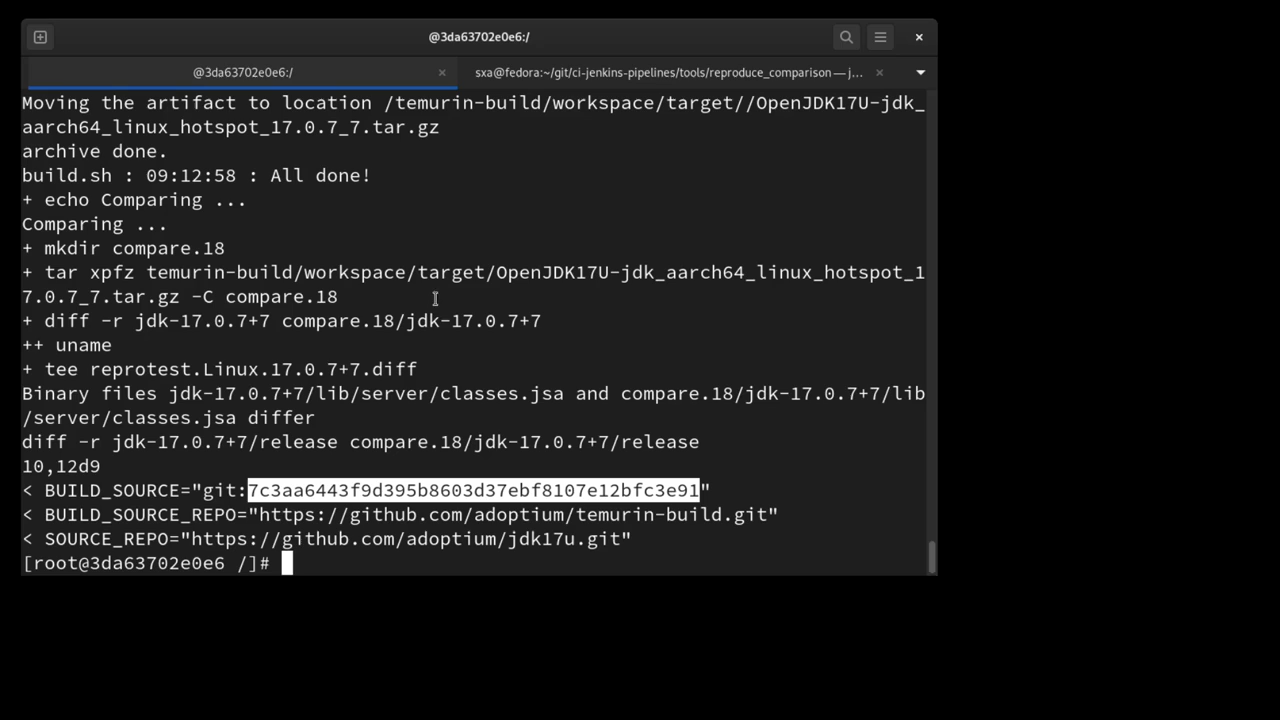 @3da63702e0e6:/
@3da63702e0e6:/ × sxa@fedora:~/git/ci-jenkins-pipelines/tools/reproduce_comparison — j... ×
Moving the artifact to location /temurin-build/workspace/target//OpenJDK17U-jdk_
aarch64_linux_hotspot_17.0.7_7.tar.gz
archive done.
build.sh : 09:12:58 : All done!
+ echo Comparing ...
Comparing ...
+ mkdir compare.18
+ tar xpfz temurin-build/workspace/target/OpenJDK17U-jdk_aarch64_linux_hotspot_1
7.0.7_7.tar.gz -C compare.18
+ diff -r jdk-17.0.7+7 compare.18/jdk-17.0.7+7
++ uname
+ tee reprotest.Linux.17.0.7+7.diff
Binary files jdk-17.0.7+7/lib/server/classes.jsa and compare.18/jdk-17.0.7+7/lib
/server/classes.jsa differ
diff -r jdk-17.0.7+7/release compare.18/jdk-17.0.7+7/release
10,12d9
< BUILD_SOURCE="git:7c3aa6443f9d395b8603d37ebf8107e12bfc3e91"
< BUILD_SOURCE_REPO="https://github.com/adoptium/temurin-build.git"
< SOURCE_REPO="https://github.com/adoptium/jdk17u.git"
[root@3da63702e0e6 /]#